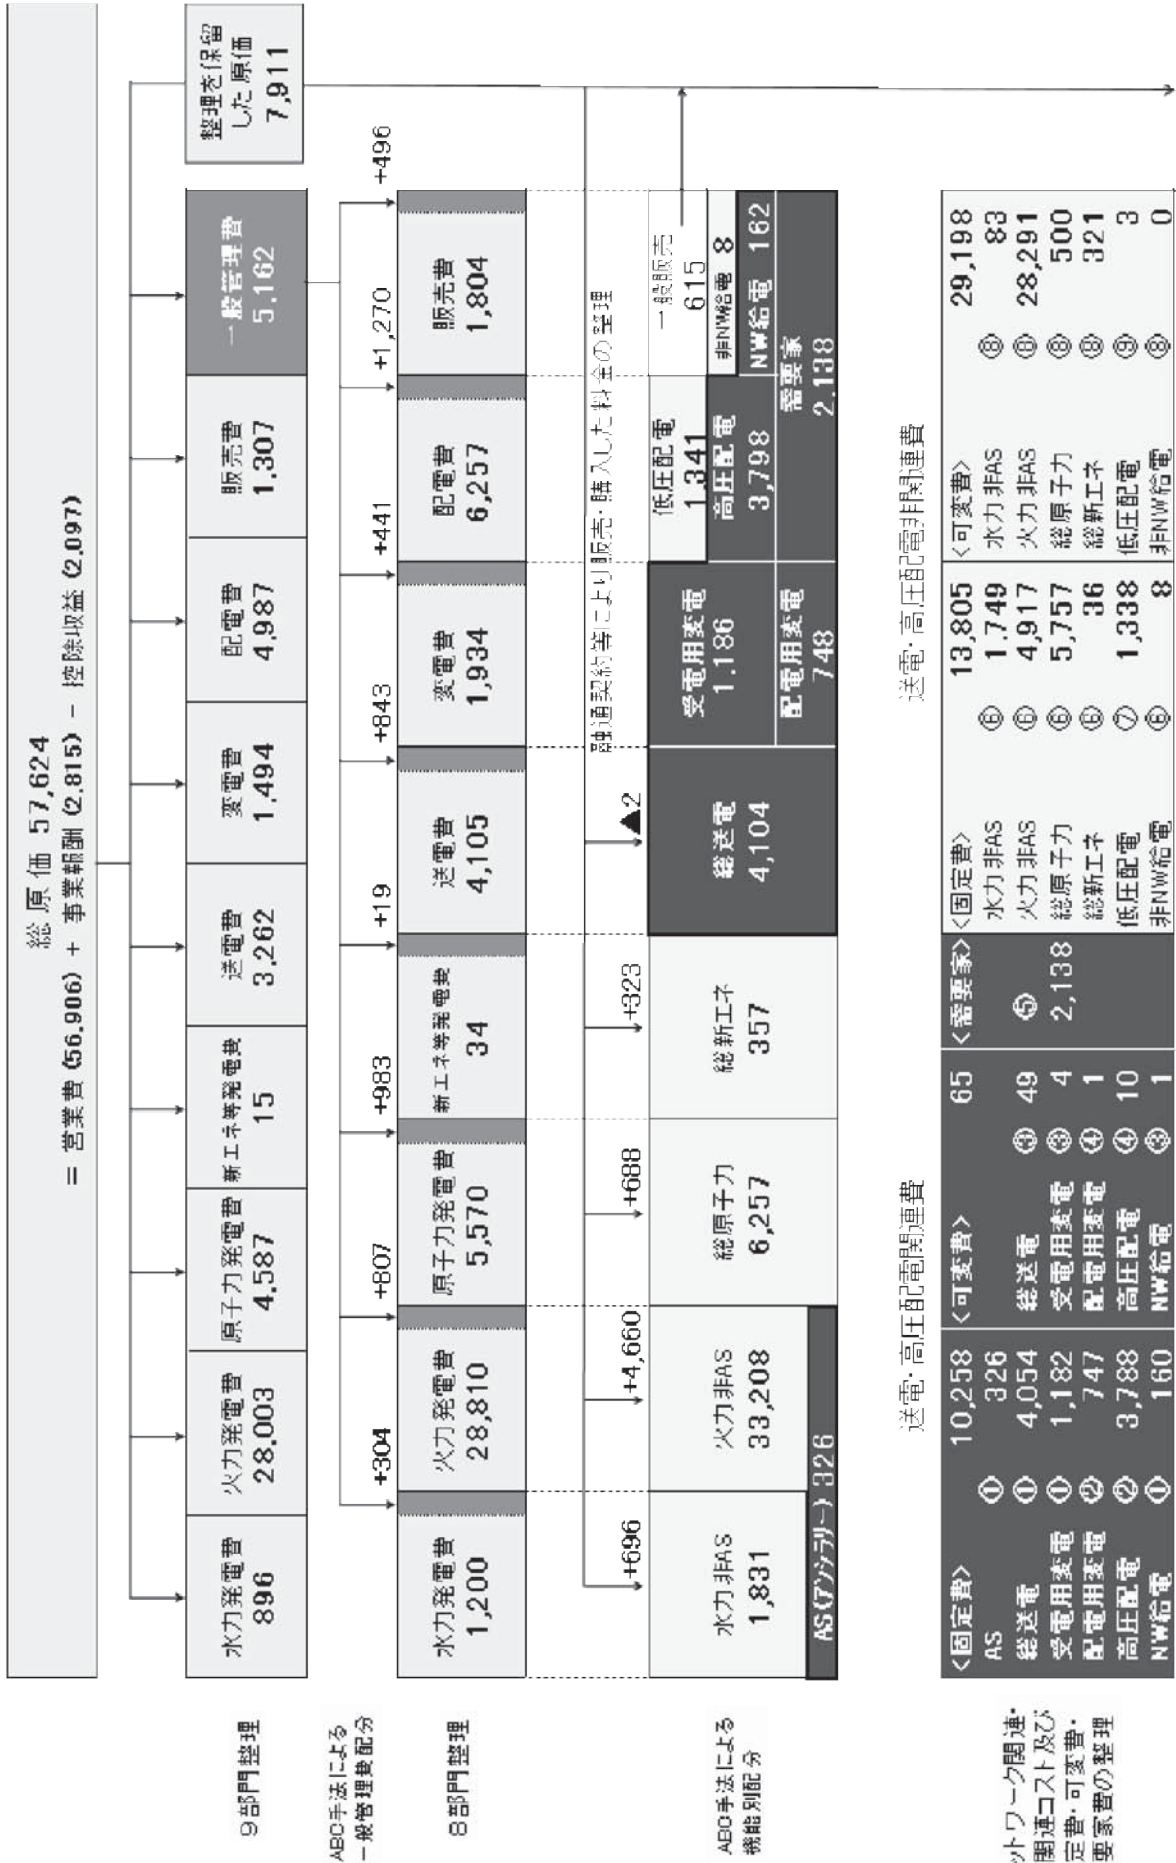 総原価 57,624
= 営業費 (56,906) + 事業報酬 (2,815) - 控除収益 (2,097)
9部門整理
水力発電費
896
火力発電費
28,003
原子力発電費
4,587
新エネ等発電費
15
送電費
3,262
変電費
1,494
配電費
4,987
販売費
1,307
一般管理費
5,162
整理を保留
した原価
7,911
ABC手法による
一般管理費配分
+304
+807
+983
+19
+843
+441
+1,270
+496
8部門整理
水力発電費
1,200
火力発電費
28,810
原子力発電費
5,570
新エネ等発電費
34
送電費
4,105
変電費
1,934
配電費
6,257
販売費
1,804
融通契約等により販売・購入した料金の整理
+696
+4,660
+688
+323
▲2
ABC手法による
機能別配分
水力非AS
1,831
火力非AS
33,208
AS(アンシラリー) 326
総原子力
6,257
総新エネ
357
総送電
4,104
受電用変電
1,186
配電用変電
748
低圧配電
1,341
高圧配電
3,798
一般販売
615
非NW給電 8
NW給電 162
需要家
2,138
送電・高圧配電関連費
送電・高圧配電非関連費
ットワーク関連・
関連コスト及び
定費・可変費・
要家費の整理
<固定費> 10,258
AS ① 326
総送電 ① 4,054
受電用変電 ① 1,182
配電用変電 ② 747
高圧配電 ② 3,788
NW給電 ① 160
<可変費> 65
総送電 ③ 49
受電用変電 ③ 4
配電用変電 ④ 1
高圧配電 ④ 10
NW給電 ③ 1
<需要家>
⑤
2,138
<固定費> 13,805
水力非AS ⑥ 1,749
火力非AS ⑥ 4,917
総原子力 ⑥ 5,757
総新エネ ⑥ 36
低圧配電 ⑦ 1,338
非NW給電 ⑥ 8
<可変費> 29,198
水力非AS ⑧ 83
火力非AS ⑧ 28,291
総原子力 ⑧ 500
総新エネ ⑧ 321
低圧配電 ⑨ 3
非NW給電 ⑧ 0